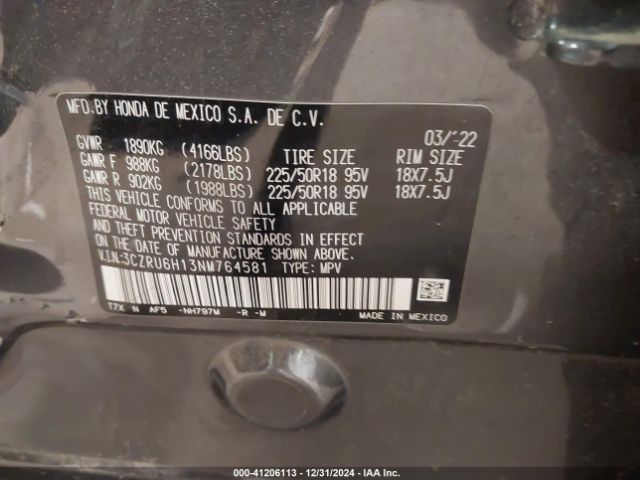 MFD.BY HONDA DE MEXICO S.A. DE C.V.
03/'22
GVWR 1890KG (4166LBS) TIRE SIZE RIM SIZE
GAWR F 988KG (2178LBS) 225/50R18 95V 18X7.5J
GAWR R 902KG (1988LBS) 225/50R18 95V 18X7.5J
THIS VEHICLE CONFORMS TO ALL APPLICABLE
FEDERAL MOTOR VEHICLE SAFETY
AND THEFT PREVENTION STANDARDS IN EFFECT
ON THE DATE OF MANUFACTURE SHOWN ABOVE.
V.I.N:3CZRU6H13NM764581 TYPE: MPV
T7X N AF5 -NH797M -R -M
MADE IN MEXICO
000-41206113 - 12/31/2024 - IAA Inc.